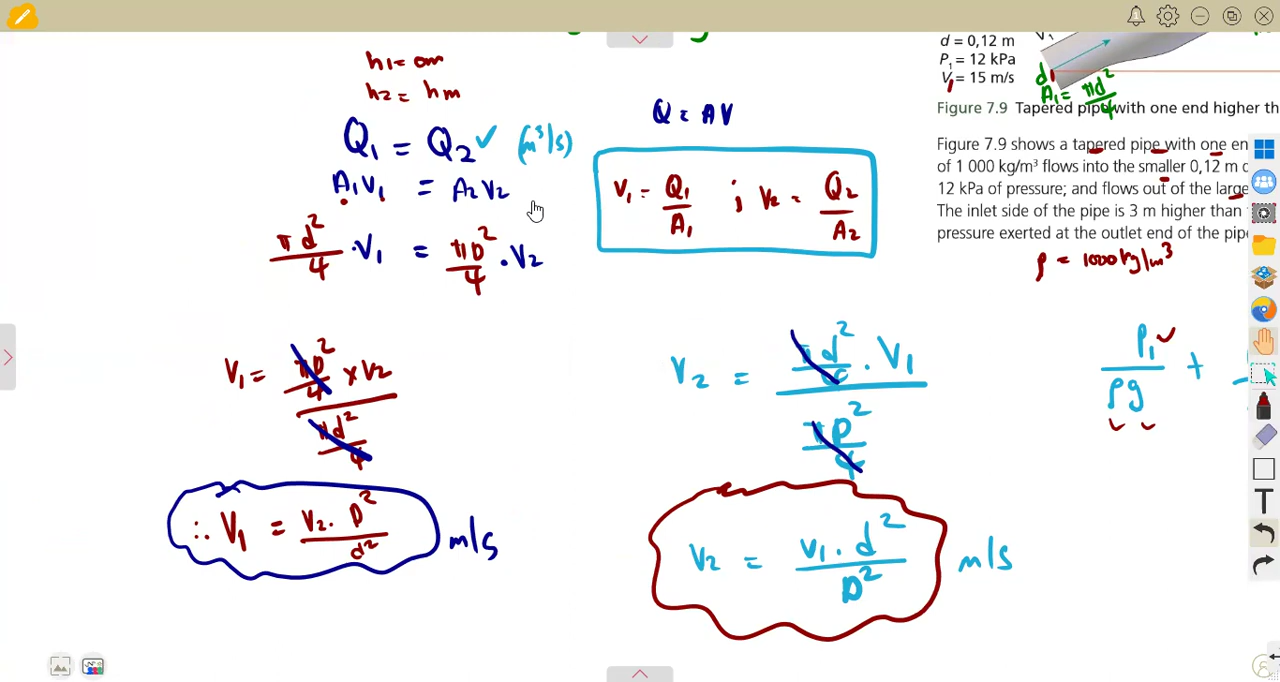 h1 = 0m
h2 = hm
Q1 = Q2 ✓ (m³/s)
A1V1 = A2V2
πd²/4 · V1 = πD²/4 · V2
Q = AV
V1 = Q1/A1 ; V2 = Q2/A2
V1 = πD²/4 × V2 / πd²/4
∴ V1 = V2 · D²/d² m/s
V2 = πd²/4 · V1 / πD²/4
V2 = V1 · d²/D² m/s
d = 0,12 m
P1 = 12 kPa
V1 = 15 m/s
V1
d
A1 = πd²/4
Figure 7.9 Tapered pipe with one end higher tha
Figure 7.9 shows a tapered pipe with one en
of 1 000 kg/m³ flows into the smaller 0,12 m
12 kPa of pressure; and flows out of the large
The inlet side of the pipe is 3 m higher than
pressure exerted at the outlet end of the pipe
ρ = 1000kg/m³
P1/ρg ✓ +
T